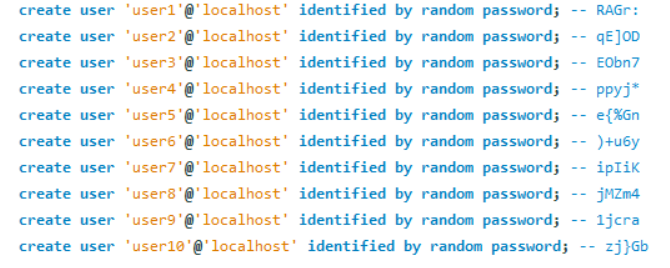 create user 'user1'@'localhost' identified by random password; -- RAGr:
create user 'user2'@'localhost' identified by random password; -- qE]OD
create user 'user3'@'localhost' identified by random password; -- EObn7
create user 'user4'@'localhost' identified by random password; -- ppyj*
create user 'user5'@'localhost' identified by random password; -- e{%Gn
create user 'user6'@'localhost' identified by random password; -- )+u6y
create user 'user7'@'localhost' identified by random password; -- ipIiK
create user 'user8'@'localhost' identified by random password; -- jMZm4
create user 'user9'@'localhost' identified by random password; -- 1jcra
create user 'user10'@'localhost' identified by random password; -- zj}Gb